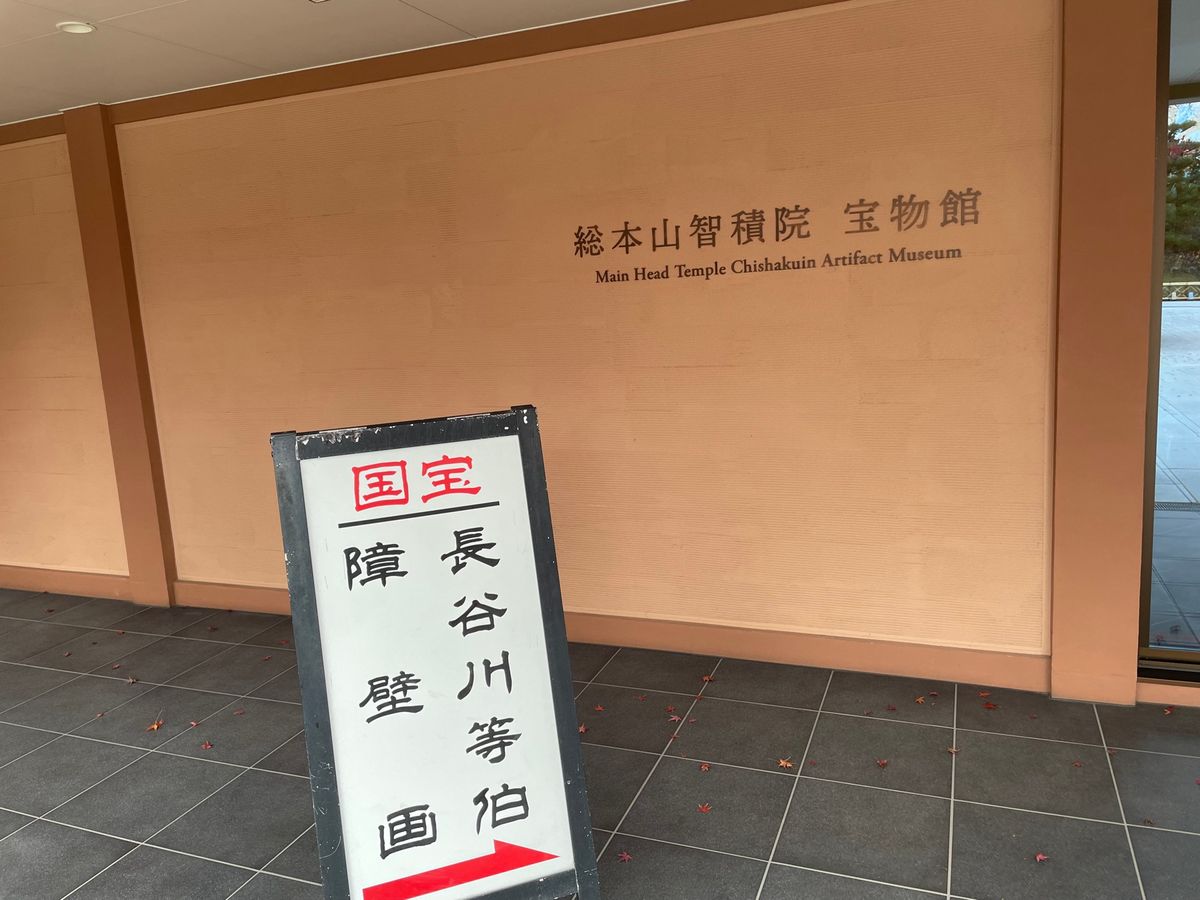 総本山智積院 宝物館
Main Head Temple Chishakuin Artifact Museum
国宝
長谷川等伯
障壁画